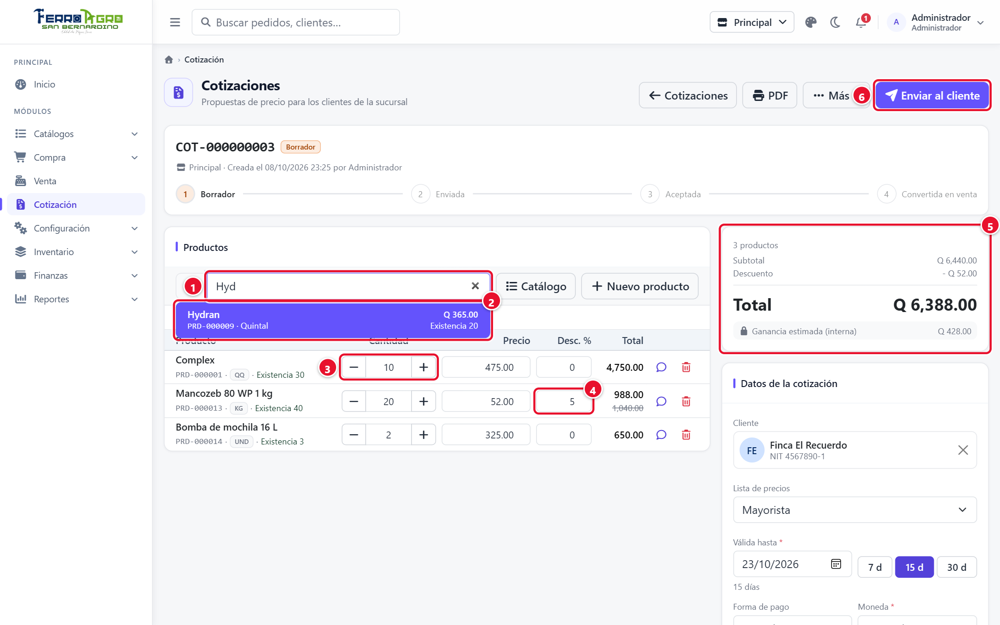 FERRO AGRO
SAN BERNARDINO
Buscar pedidos, clientes...
Principal
1
A
Administrador
Administrador
PRINCIPAL
Inicio
MÓDULOS
Catálogos
Compra
Venta
Cotización
Configuración
Inventario
Finanzas
Reportes
Cotización
Cotizaciones
Propuestas de precio para los clientes de la sucursal
Cotizaciones
PDF
Más
6
Enviar al cliente
COT-000000003 Borrador
Principal · Creada el 08/10/2026 23:25 por Administrador
1 Borrador
2 Enviada
3 Aceptada
4 Convertida en venta
Productos
1
Hyd
Catálogo
Nuevo producto
2
Hydran Q 365.00
PRD-000009 · Quintal Existencia 20
Producto Cantidad Precio Desc. % Total
Complex
PRD-000001 · QQ · Existencia 30
3
10 475.00 0 4,750.00
Mancozeb 80 WP 1 kg
PRD-000013 · KG · Existencia 40
20 52.00 5 988.00
4
1,040.00
Bomba de mochila 16 L
PRD-000014 · UND · Existencia 3
2 325.00 0 650.00
5
3 productos
Subtotal Q 6,440.00
Descuento - Q 52.00
Total Q 6,388.00
Ganancia estimada (interna) Q 428.00
Datos de la cotización
Cliente
FE
Finca El Recuerdo
NIT 4567890-1
Lista de precios
Mayorista
Válida hasta *
23/10/2026
7 d 15 d 30 d
15 días
Forma de pago Moneda *